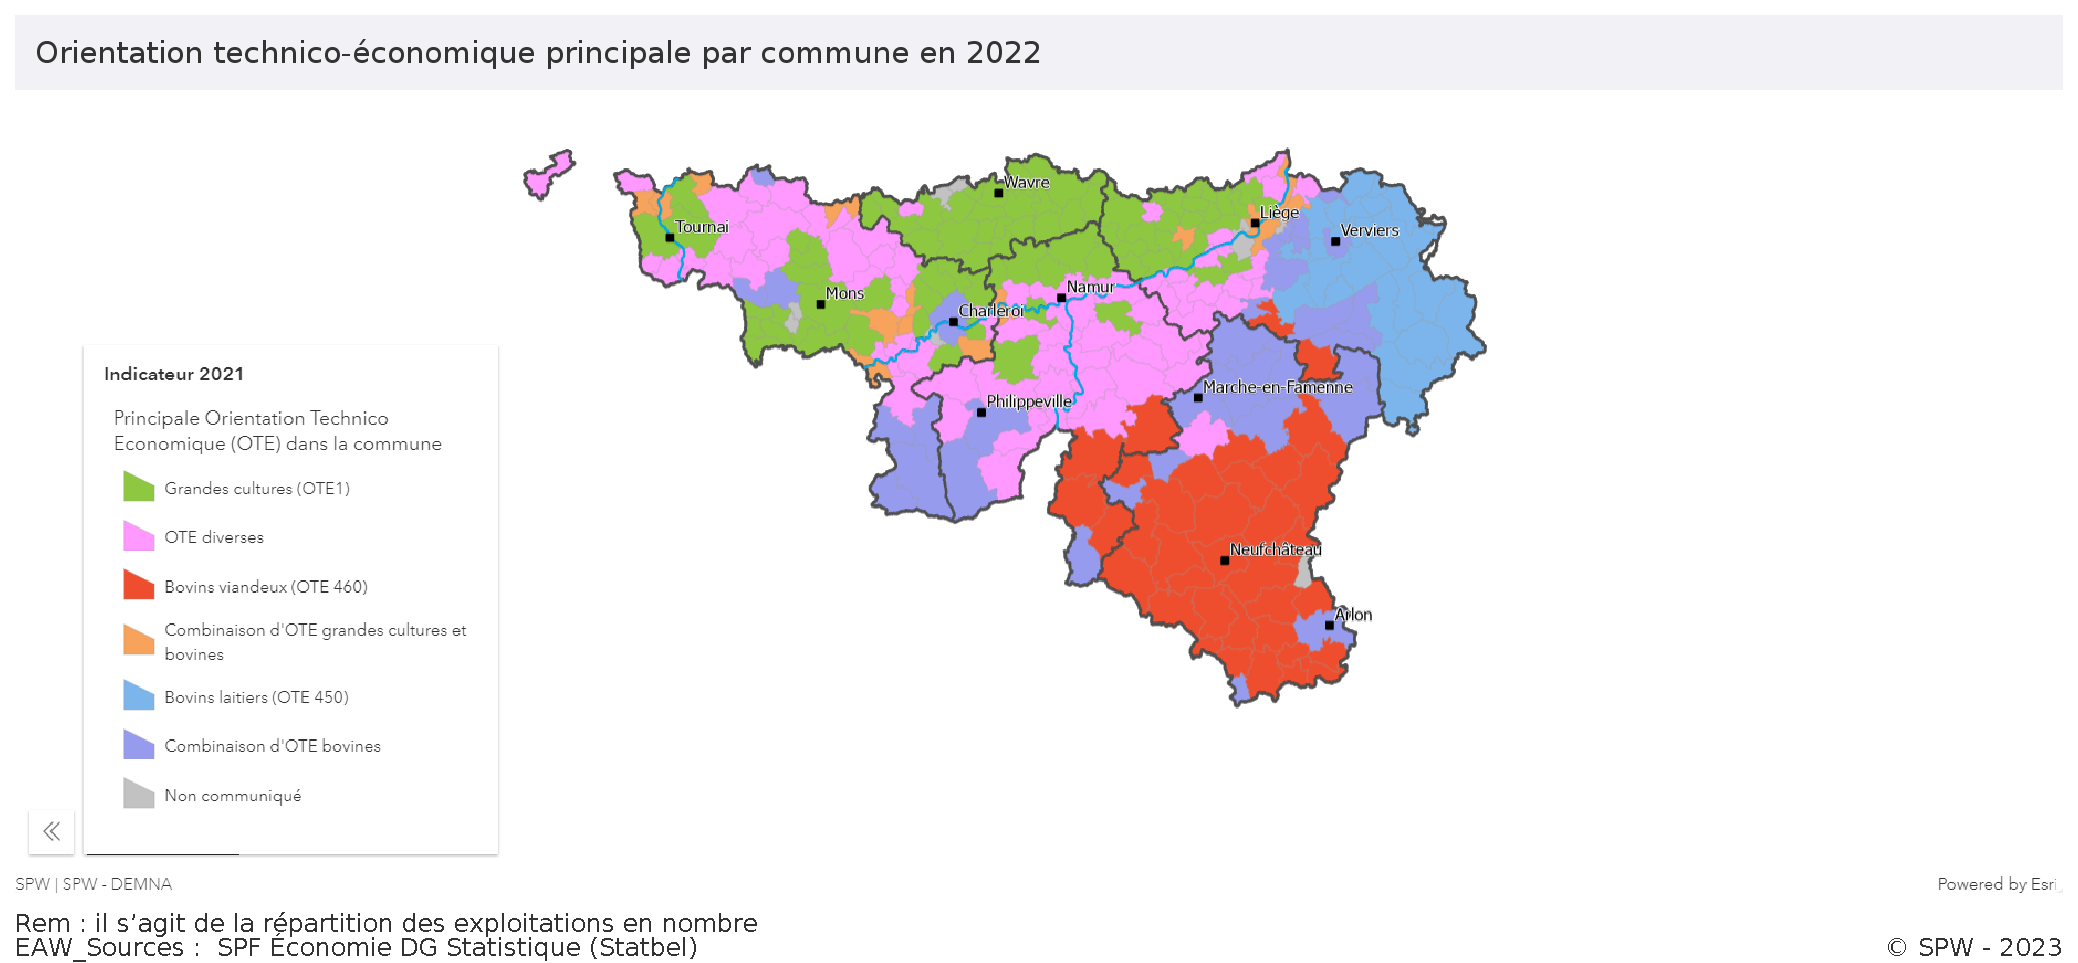 Orientation technico-économique principale par commune en 2022
Wavre
Tournai
Liège
Verviers
Mons
Namur
Charleroi
Marche-en-Famenne
Philippeville
Neufchâteau
Arlon
Indicateur 2021
Principale Orientation Technico
Economique (OTE) dans la commune
Grandes cultures (OTE1)
OTE diverses
Bovins viandeux (OTE 460)
Combinaison d'OTE grandes cultures et
bovines
Bovins laitiers (OTE 450)
Combinaison d'OTE bovines
Non communiqué
SPW | SPW - DEMNA
Powered by Esri
Rem : il s’agit de la répartition des exploitations en nombre
EAW_Sources :  SPF Économie DG Statistique (Statbel)
© SPW - 2023